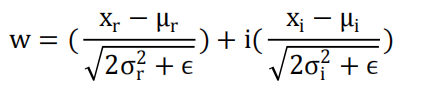 w = (\frac{x_r - μ_r}{\sqrt{2σ_r^2 + ϵ}}) + i(\frac{x_i - μ_i}{\sqrt{2σ_i^2 + ϵ}})